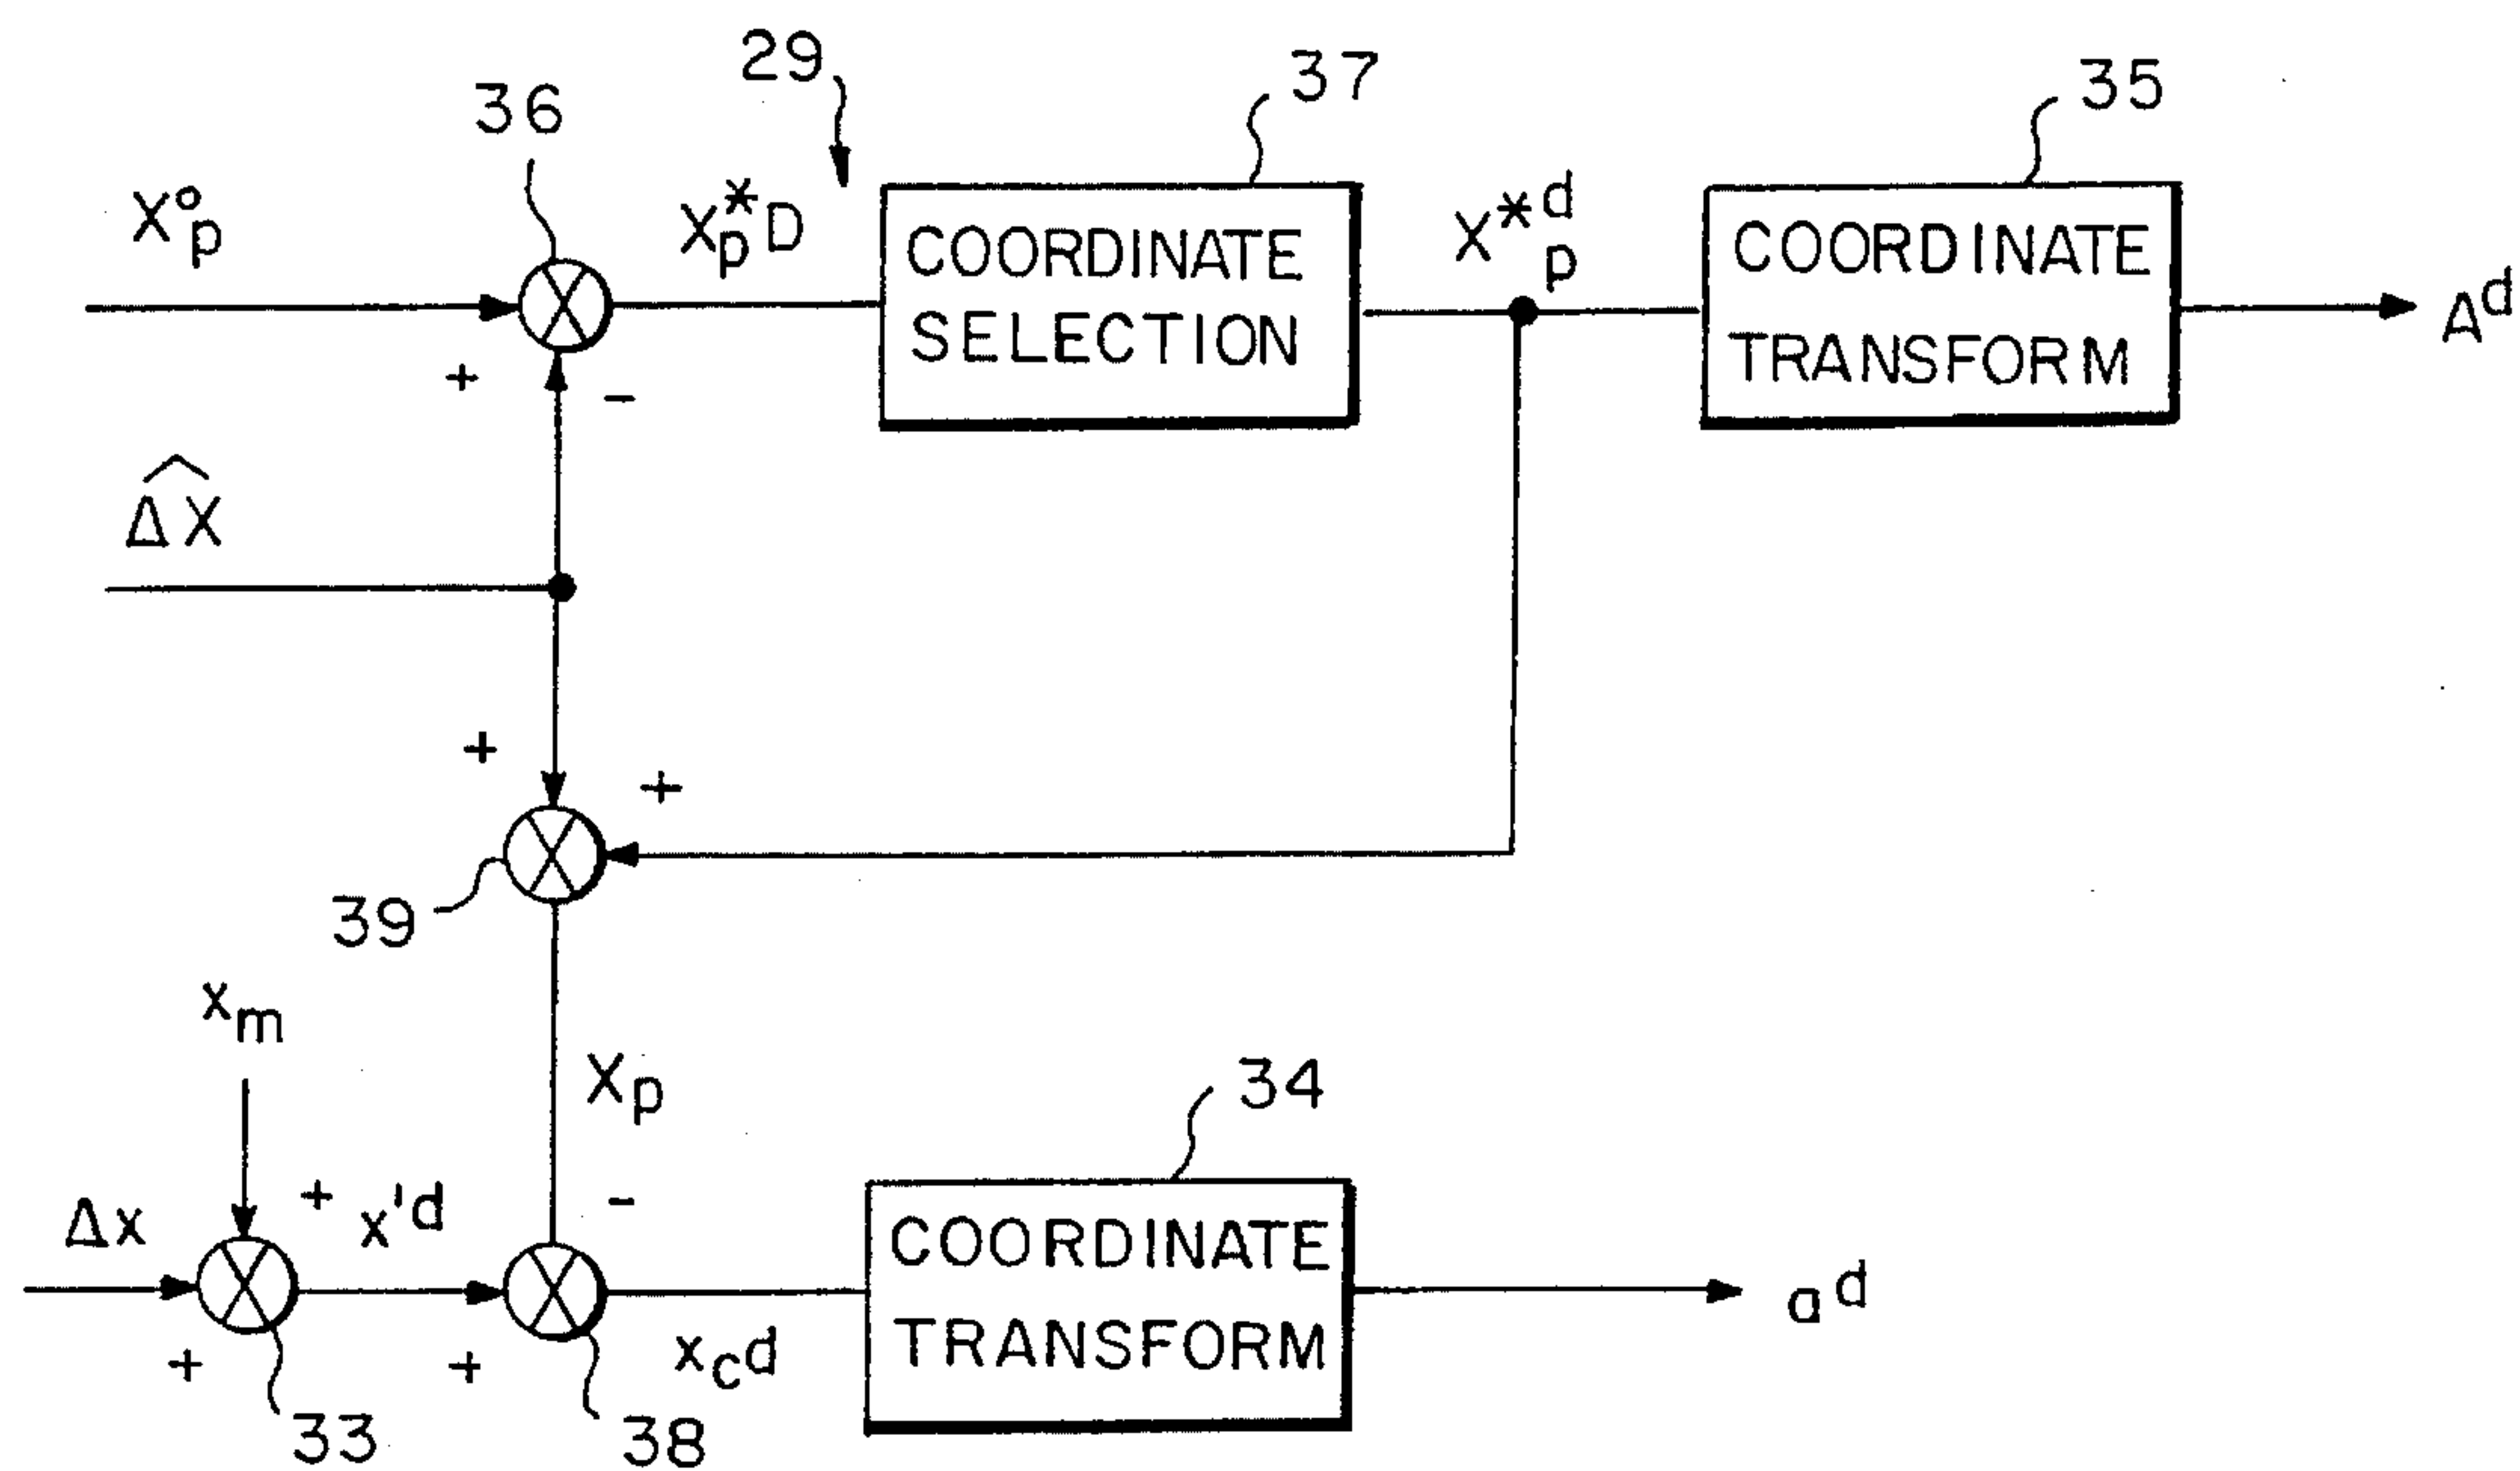 29
37
35
36
X°p
X*pD
COORDINATE
SELECTION
X*dp
COORDINATE
TRANSFORM
Ad
+
-
ΔX̂
+
+
39
xm
Xp
34
Δx
+
x'd
-
COORDINATE
TRANSFORM
ad
+
+
xcd
33
38